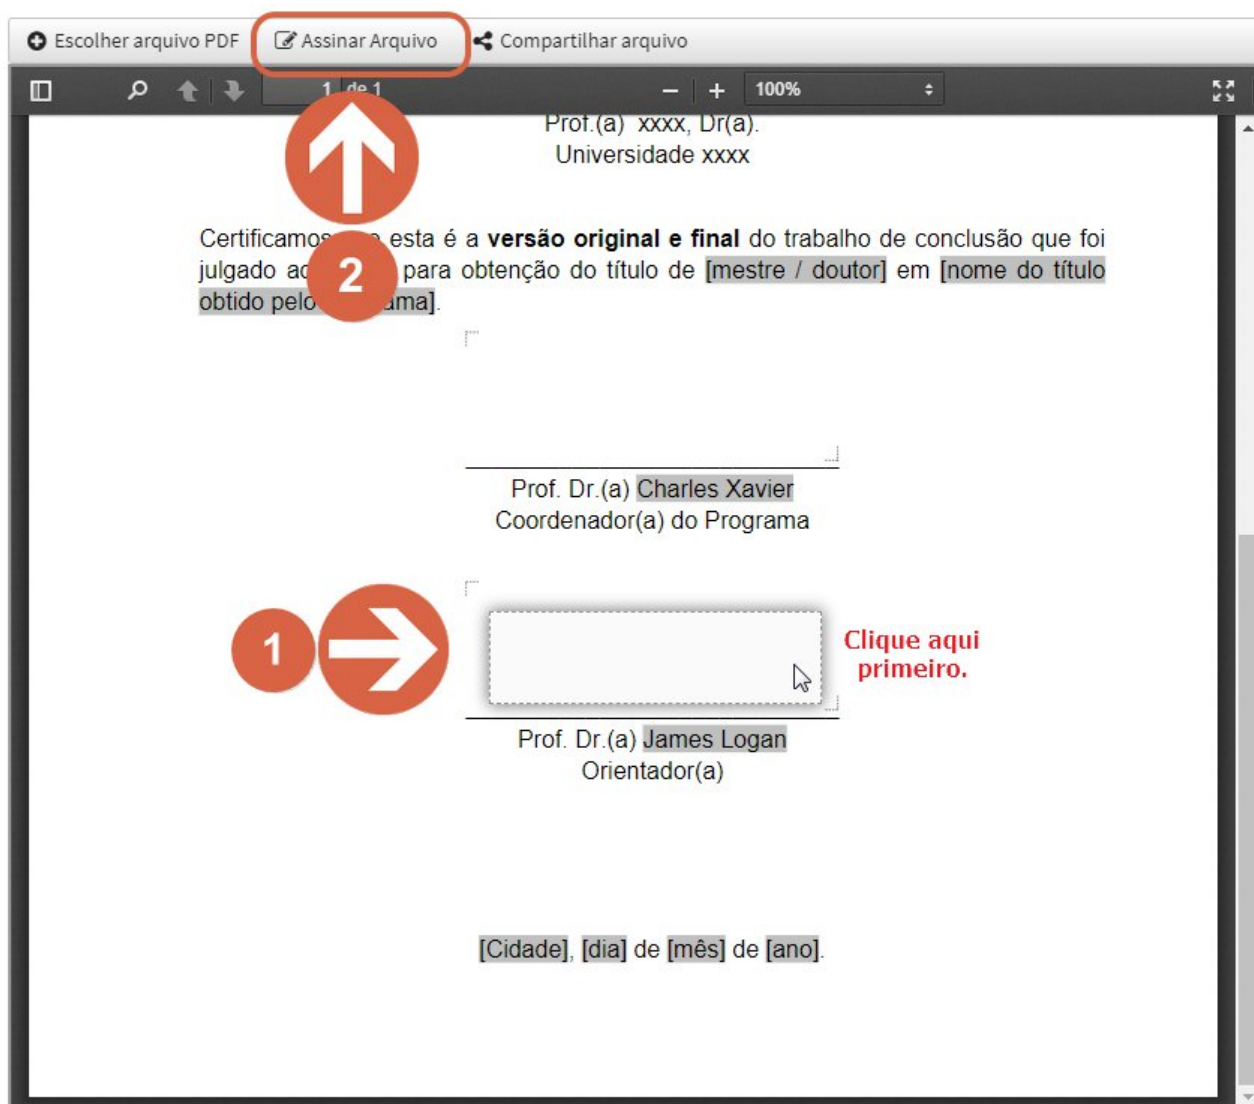 Escolher arquivo PDF Assinar Arquivo Compartilhar arquivo
1 de 1 100%
Prof.(a) xxxx, Dr(a).
Universidade xxxx
Certificamos esta é a versão original e final do trabalho de conclusão que foi
julgado para obtenção do título de [mestre / doutor] em [nome do título
obtido pelo ama].
2
Prof. Dr.(a) Charles Xavier
Coordenador(a) do Programa
1
Clique aqui
primeiro.
Prof. Dr.(a) James Logan
Orientador(a)
[Cidade], [dia] de [mês] de [ano].